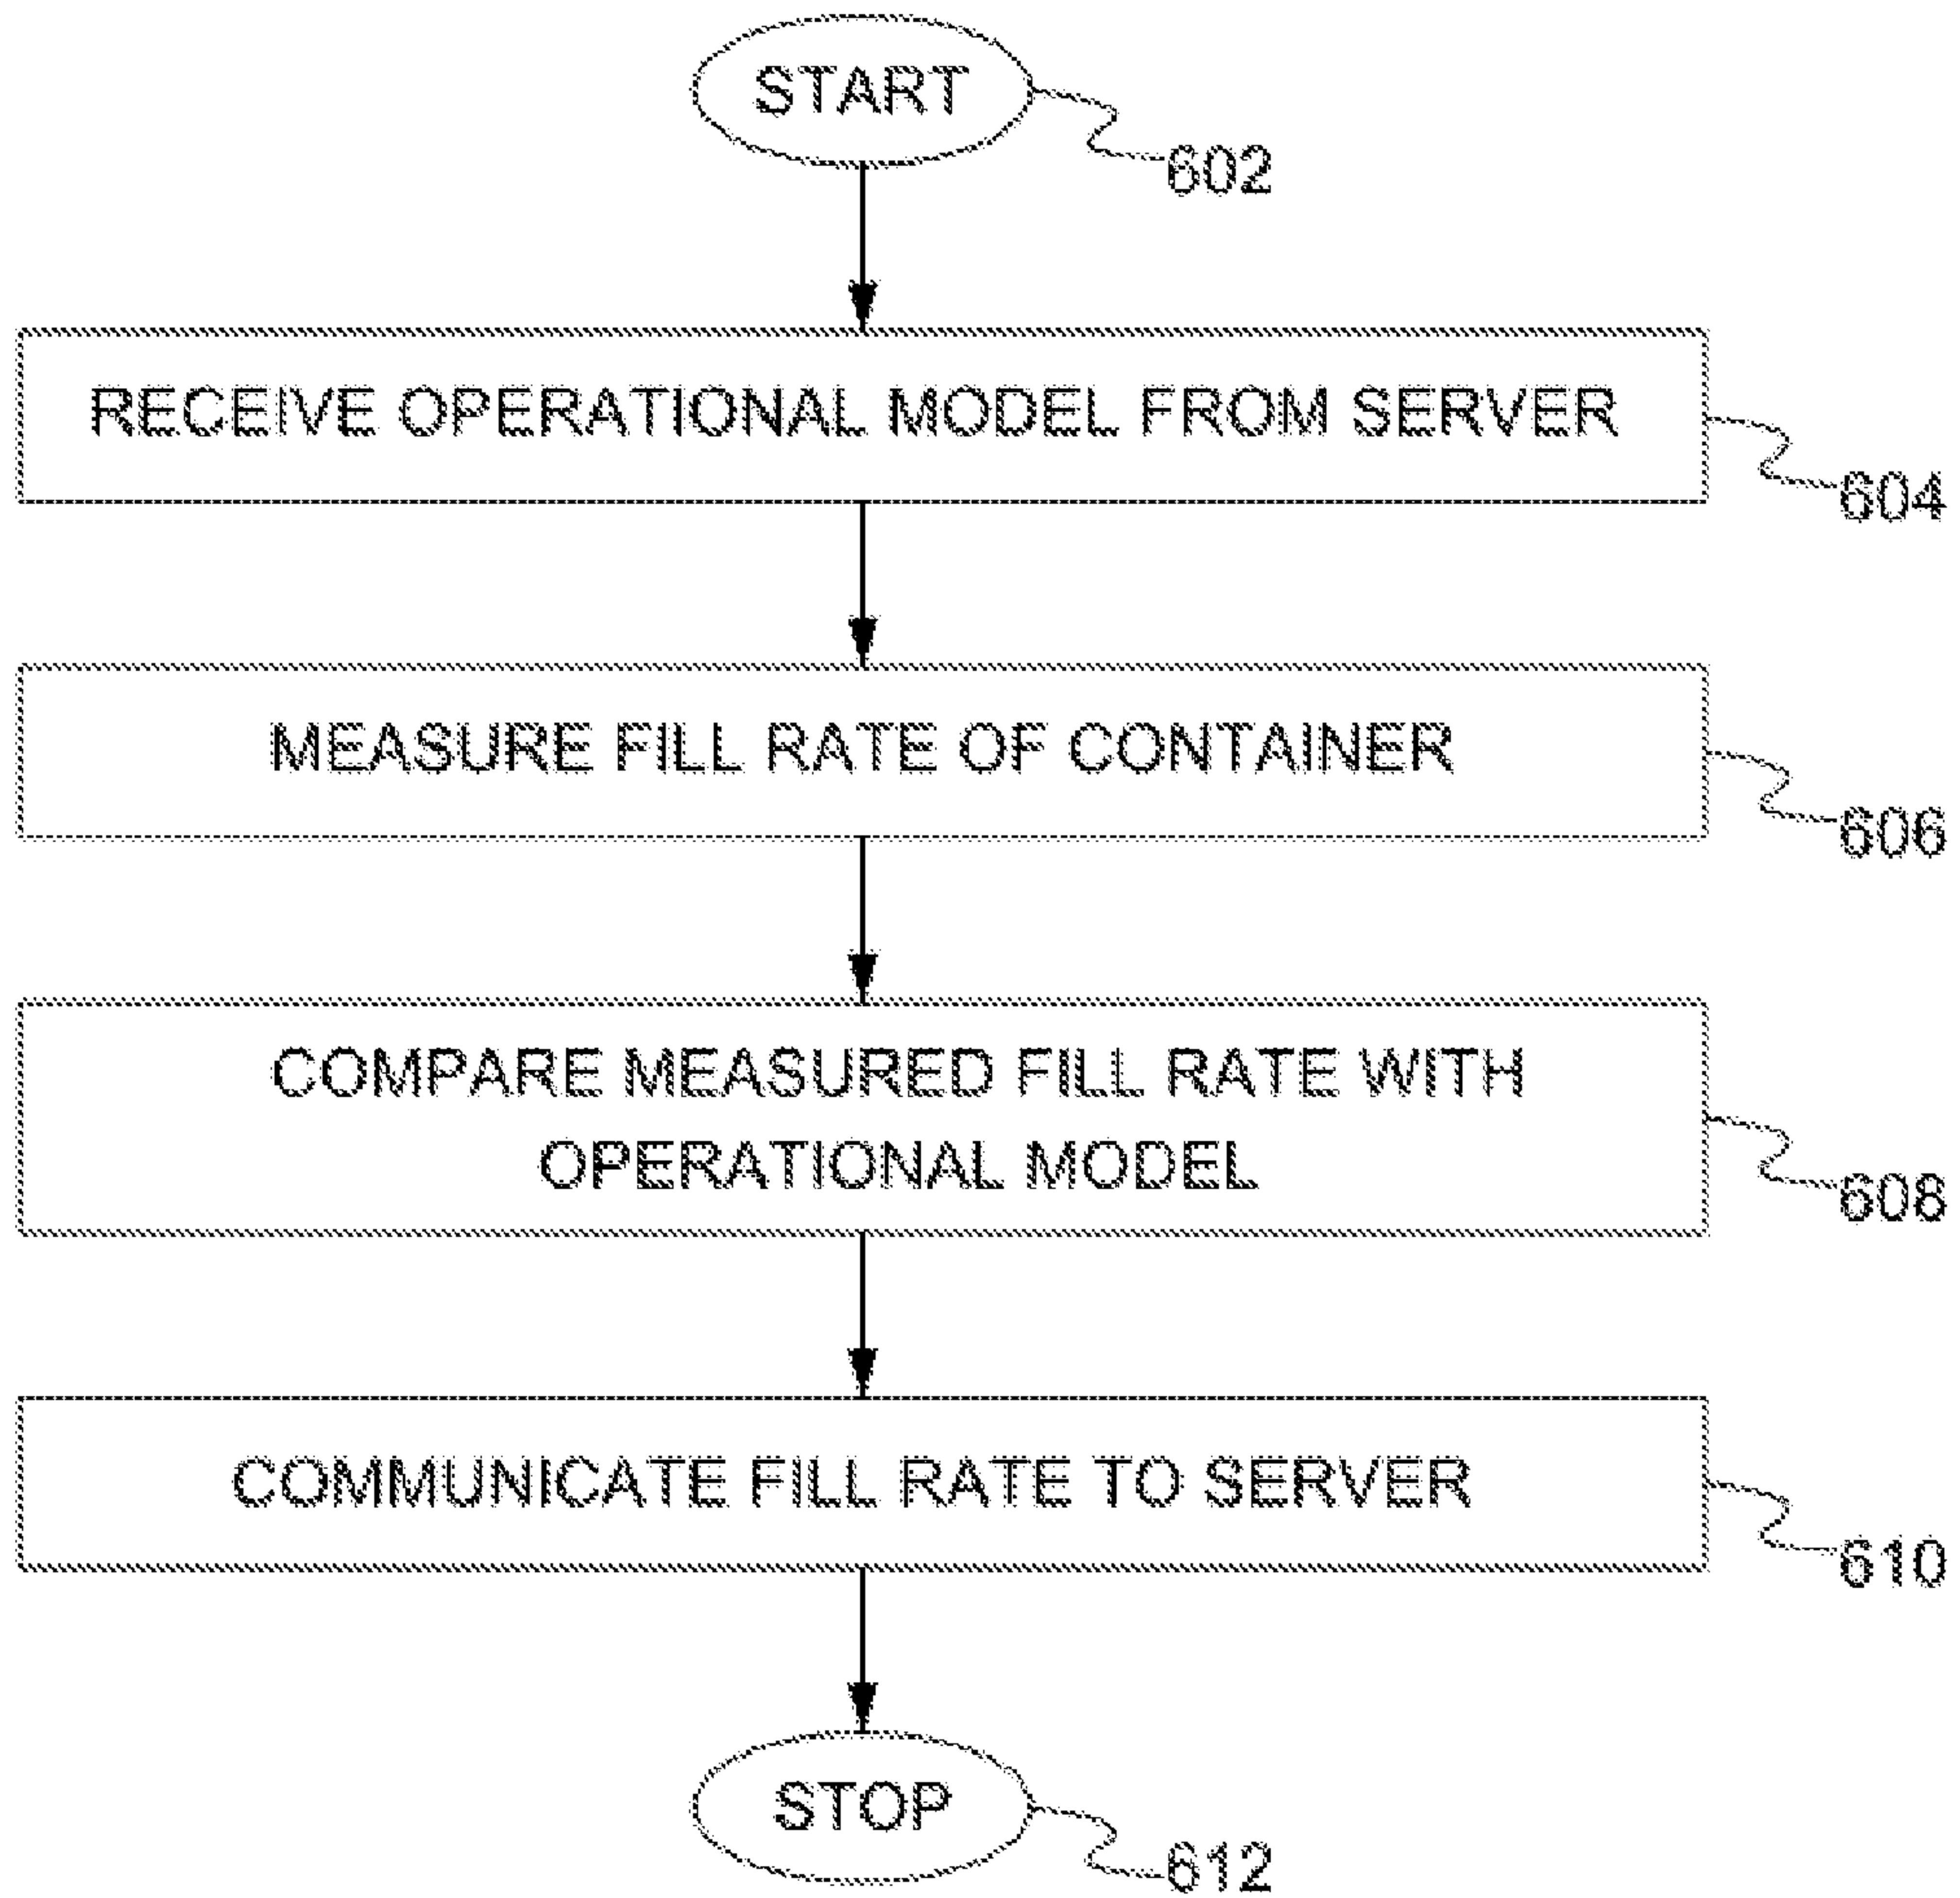 START
602
RECEIVE OPERATIONAL MODEL FROM SERVER
604
MEASURE FILL RATE OF CONTAINER
606
COMPARE MEASURED FILL RATE WITH
OPERATIONAL MODEL
608
COMMUNICATE FILL RATE TO SERVER
610
STOP
612